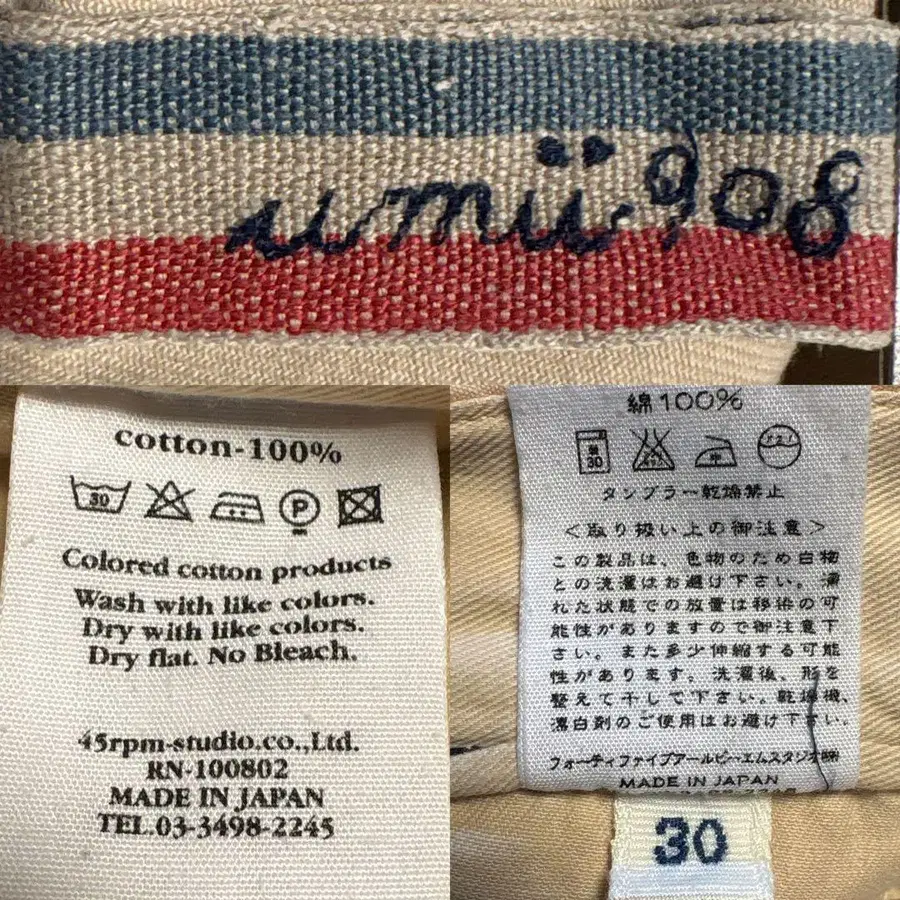 umii908
cotton-100%
30
P
Colored cotton products
Wash with like colors.
Dry with like colors.
Dry flat. No Bleach.
45rpm-studio.co.,Ltd.
RN-100802
MADE IN JAPAN
TEL.03-3498-2245
綿100%
30 中
タンブラー乾燥禁止
<取り扱い上の御注意>
この製品は、色物のため白物
との洗濯はお避け下さい。濡
れた状態での放置は移染の可
能性がありますので御注意下
さい。また多少伸縮する可能
性があります。洗濯後、形を
整えて干して下さい。乾燥機、
漂白剤のご使用はお避け下さい。
フォーティファイブアールピーエムスタジオ㈱
MADE IN JAPAN
30